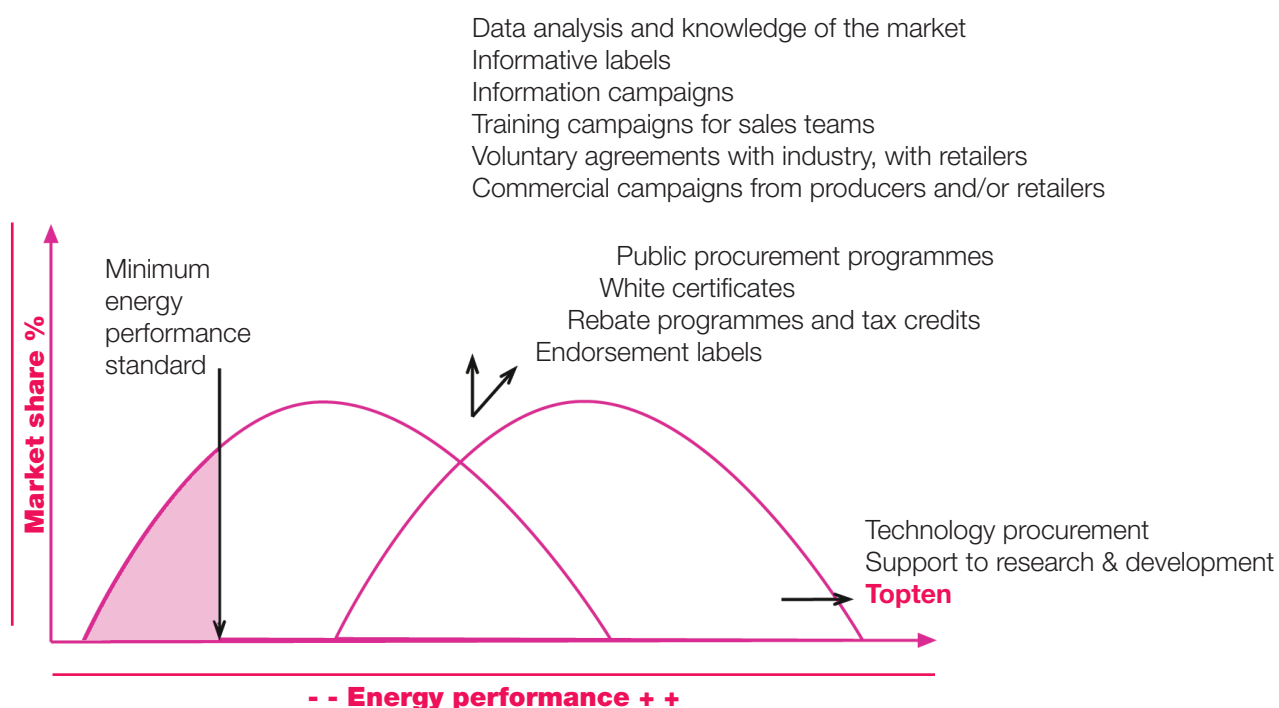 Data analysis and knowledge of the market
Informative labels
Information campaigns
Training campaigns for sales teams
Voluntary agreements with industry, with retailers
Commercial campaigns from producers and/or retailers
Public procurement programmes
White certificates
Rebate programmes and tax credits
Endorsement labels
Minimum
energy
performance
standard
Market share %
Technology procurement
Support to research & development
Topten
- - Energy performance + +